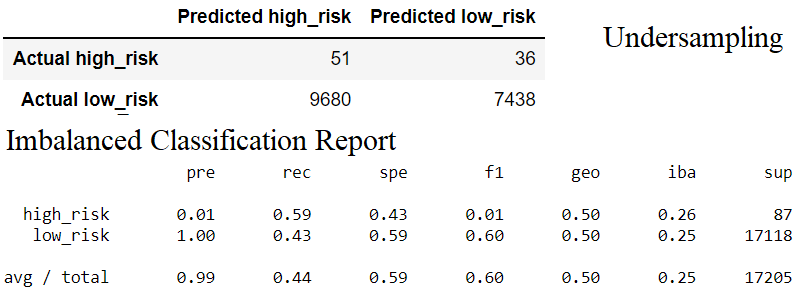 Predicted high_risk Predicted low_risk
Undersampling
Actual high_risk 51 36
Actual low_risk 9680 7438
Imbalanced Classification Report
pre rec spe f1 geo iba sup
high_risk 0.01 0.59 0.43 0.01 0.50 0.26 87
low_risk 1.00 0.43 0.59 0.60 0.50 0.25 17118
avg / total 0.99 0.44 0.59 0.60 0.50 0.25 17205